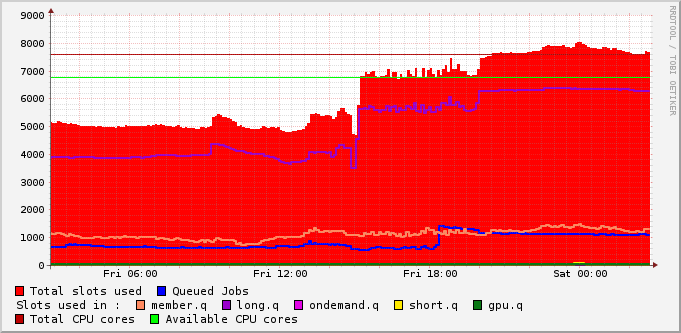 9000
8000
7000
6000
5000
4000
3000
2000
1000
0
Fri 06:00 Fri 12:00 Fri 18:00 Sat 00:00
RRDTOOL / TOBI OETIKER
Total slots used Queued Jobs
Slots used in : member.q long.q ondemand.q short.q gpu.q
Total CPU cores Available CPU cores